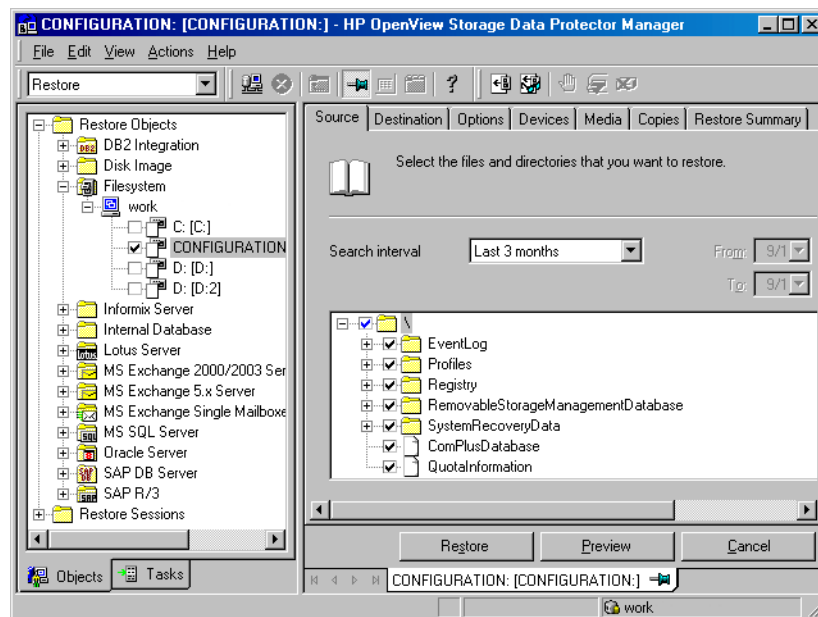 CONFIGURATION: [CONFIGURATION:] - HP OpenView Storage Data Protector Manager
File Edit View Actions Help
Restore
Source Destination Options Devices Media Copies Restore Summary
Restore Objects
DB2 Integration
Disk Image
Filesystem
work
C: [C:]
CONFIGURATION
D: [D:]
D: [D:2]
Informix Server
Internal Database
Lotus Server
MS Exchange 2000/2003 Ser
MS Exchange 5.x Server
MS Exchange Single Mailboxe
MS SQL Server
Oracle Server
SAP DB Server
SAP R/3
Restore Sessions
Objects Tasks
Select the files and directories that you want to restore.
Search interval Last 3 months From: 9/1
To: 9/1
\
EventLog
Profiles
Registry
RemovableStorageManagementDatabase
SystemRecoveryData
ComPlusDatabase
QuotaInformation
Restore Preview Cancel
CONFIGURATION: [CONFIGURATION:]
work